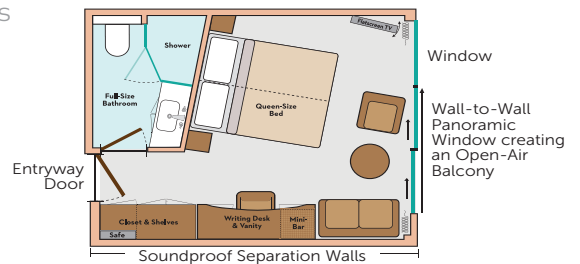 s
Flatscreen TV
Shower
Window
Full-Size
Bathroom
Queen-Size
Bed
Wall-to-Wall
Panoramic
Window creating
an Open-Air
Balcony
Entryway
Door
Closet & Shelves
Writing Desk
& Vanity
Mini-
Bar
Safe
Soundproof Separation Walls